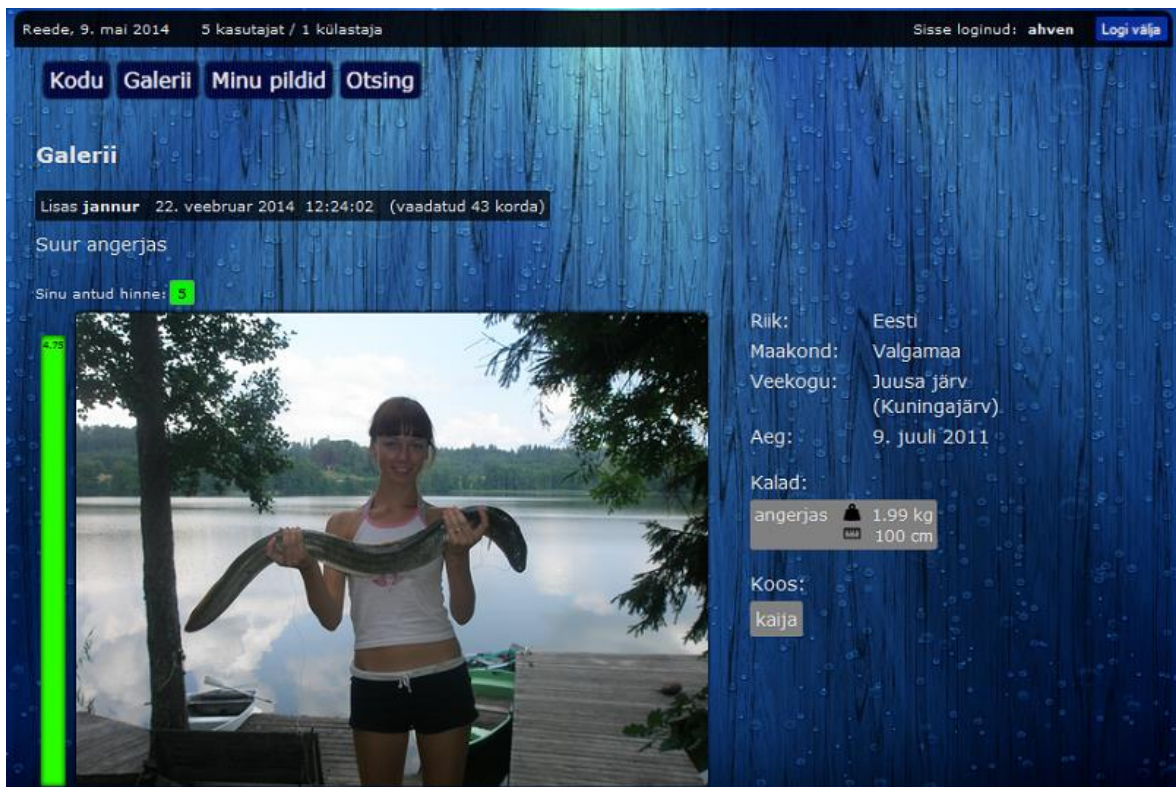 Reede, 9. mai 2014 5 kasutajat / 1 külastaja Sisse loginud: ahven Logi välja
Kodu Galerii Minu pildid Otsing
Galerii
Lisas jannur 22. veebruar 2014 12:24:02 (vaadatud 43 korda)
Suur angerjas
Sinu antud hinne: 5
4.75
Riik: Eesti
Maakond: Valgamaa
Veekogu: Juusa järv
(Kuningajärv)
Aeg: 9. juuli 2011
Kalad:
angerjas 1.99 kg
100 cm
Koos:
kaija